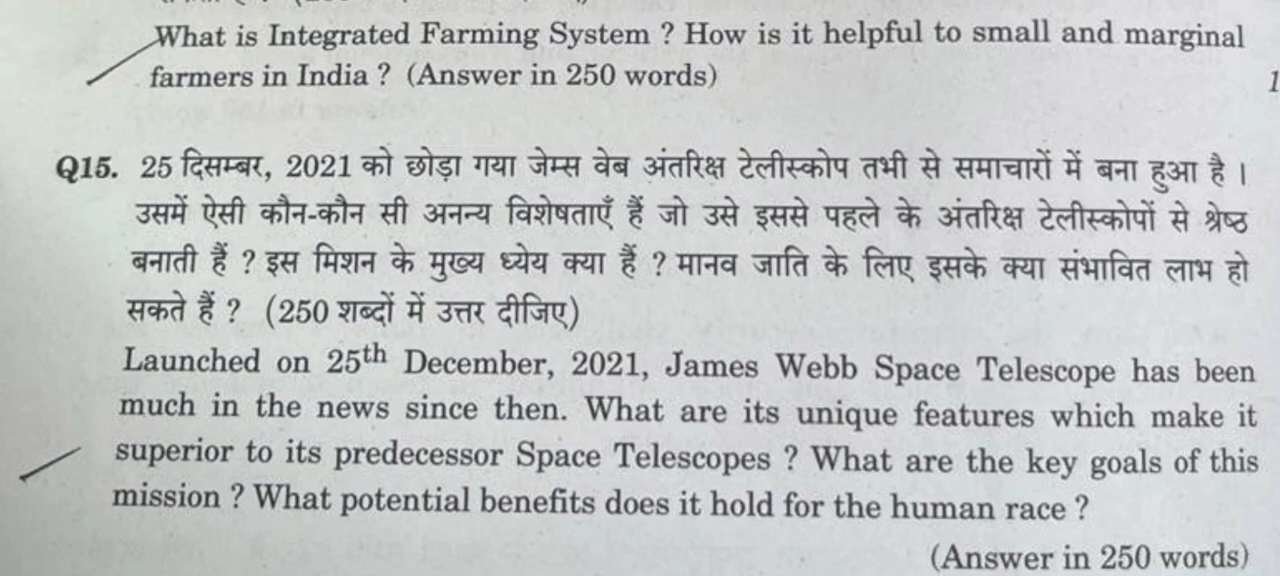 What is Integrated Farming System ? How is it helpful to small and marginal
farmers in India ? (Answer in 250 words)
1
Q15. 25 दिसम्बर, 2021 को छोड़ा गया जेम्स वेब अंतरिक्ष टेलीस्कोप तभी से समाचारों में बना हुआ है ।
उसमें ऐसी कौन-कौन सी अनन्य विशेषताएँ हैं जो उसे इससे पहले के अंतरिक्ष टेलीस्कोपों से श्रेष्ठ
बनाती हैं ? इस मिशन के मुख्य ध्येय क्या हैं ? मानव जाति के लिए इसके क्या संभावित लाभ हो
सकते हैं ? (250 शब्दों में उत्तर दीजिए)
Launched on 25th December, 2021, James Webb Space Telescope has been
much in the news since then. What are its unique features which make it
superior to its predecessor Space Telescopes ? What are the key goals of this
mission ? What potential benefits does it hold for the human race ?
(Answer in 250 words)